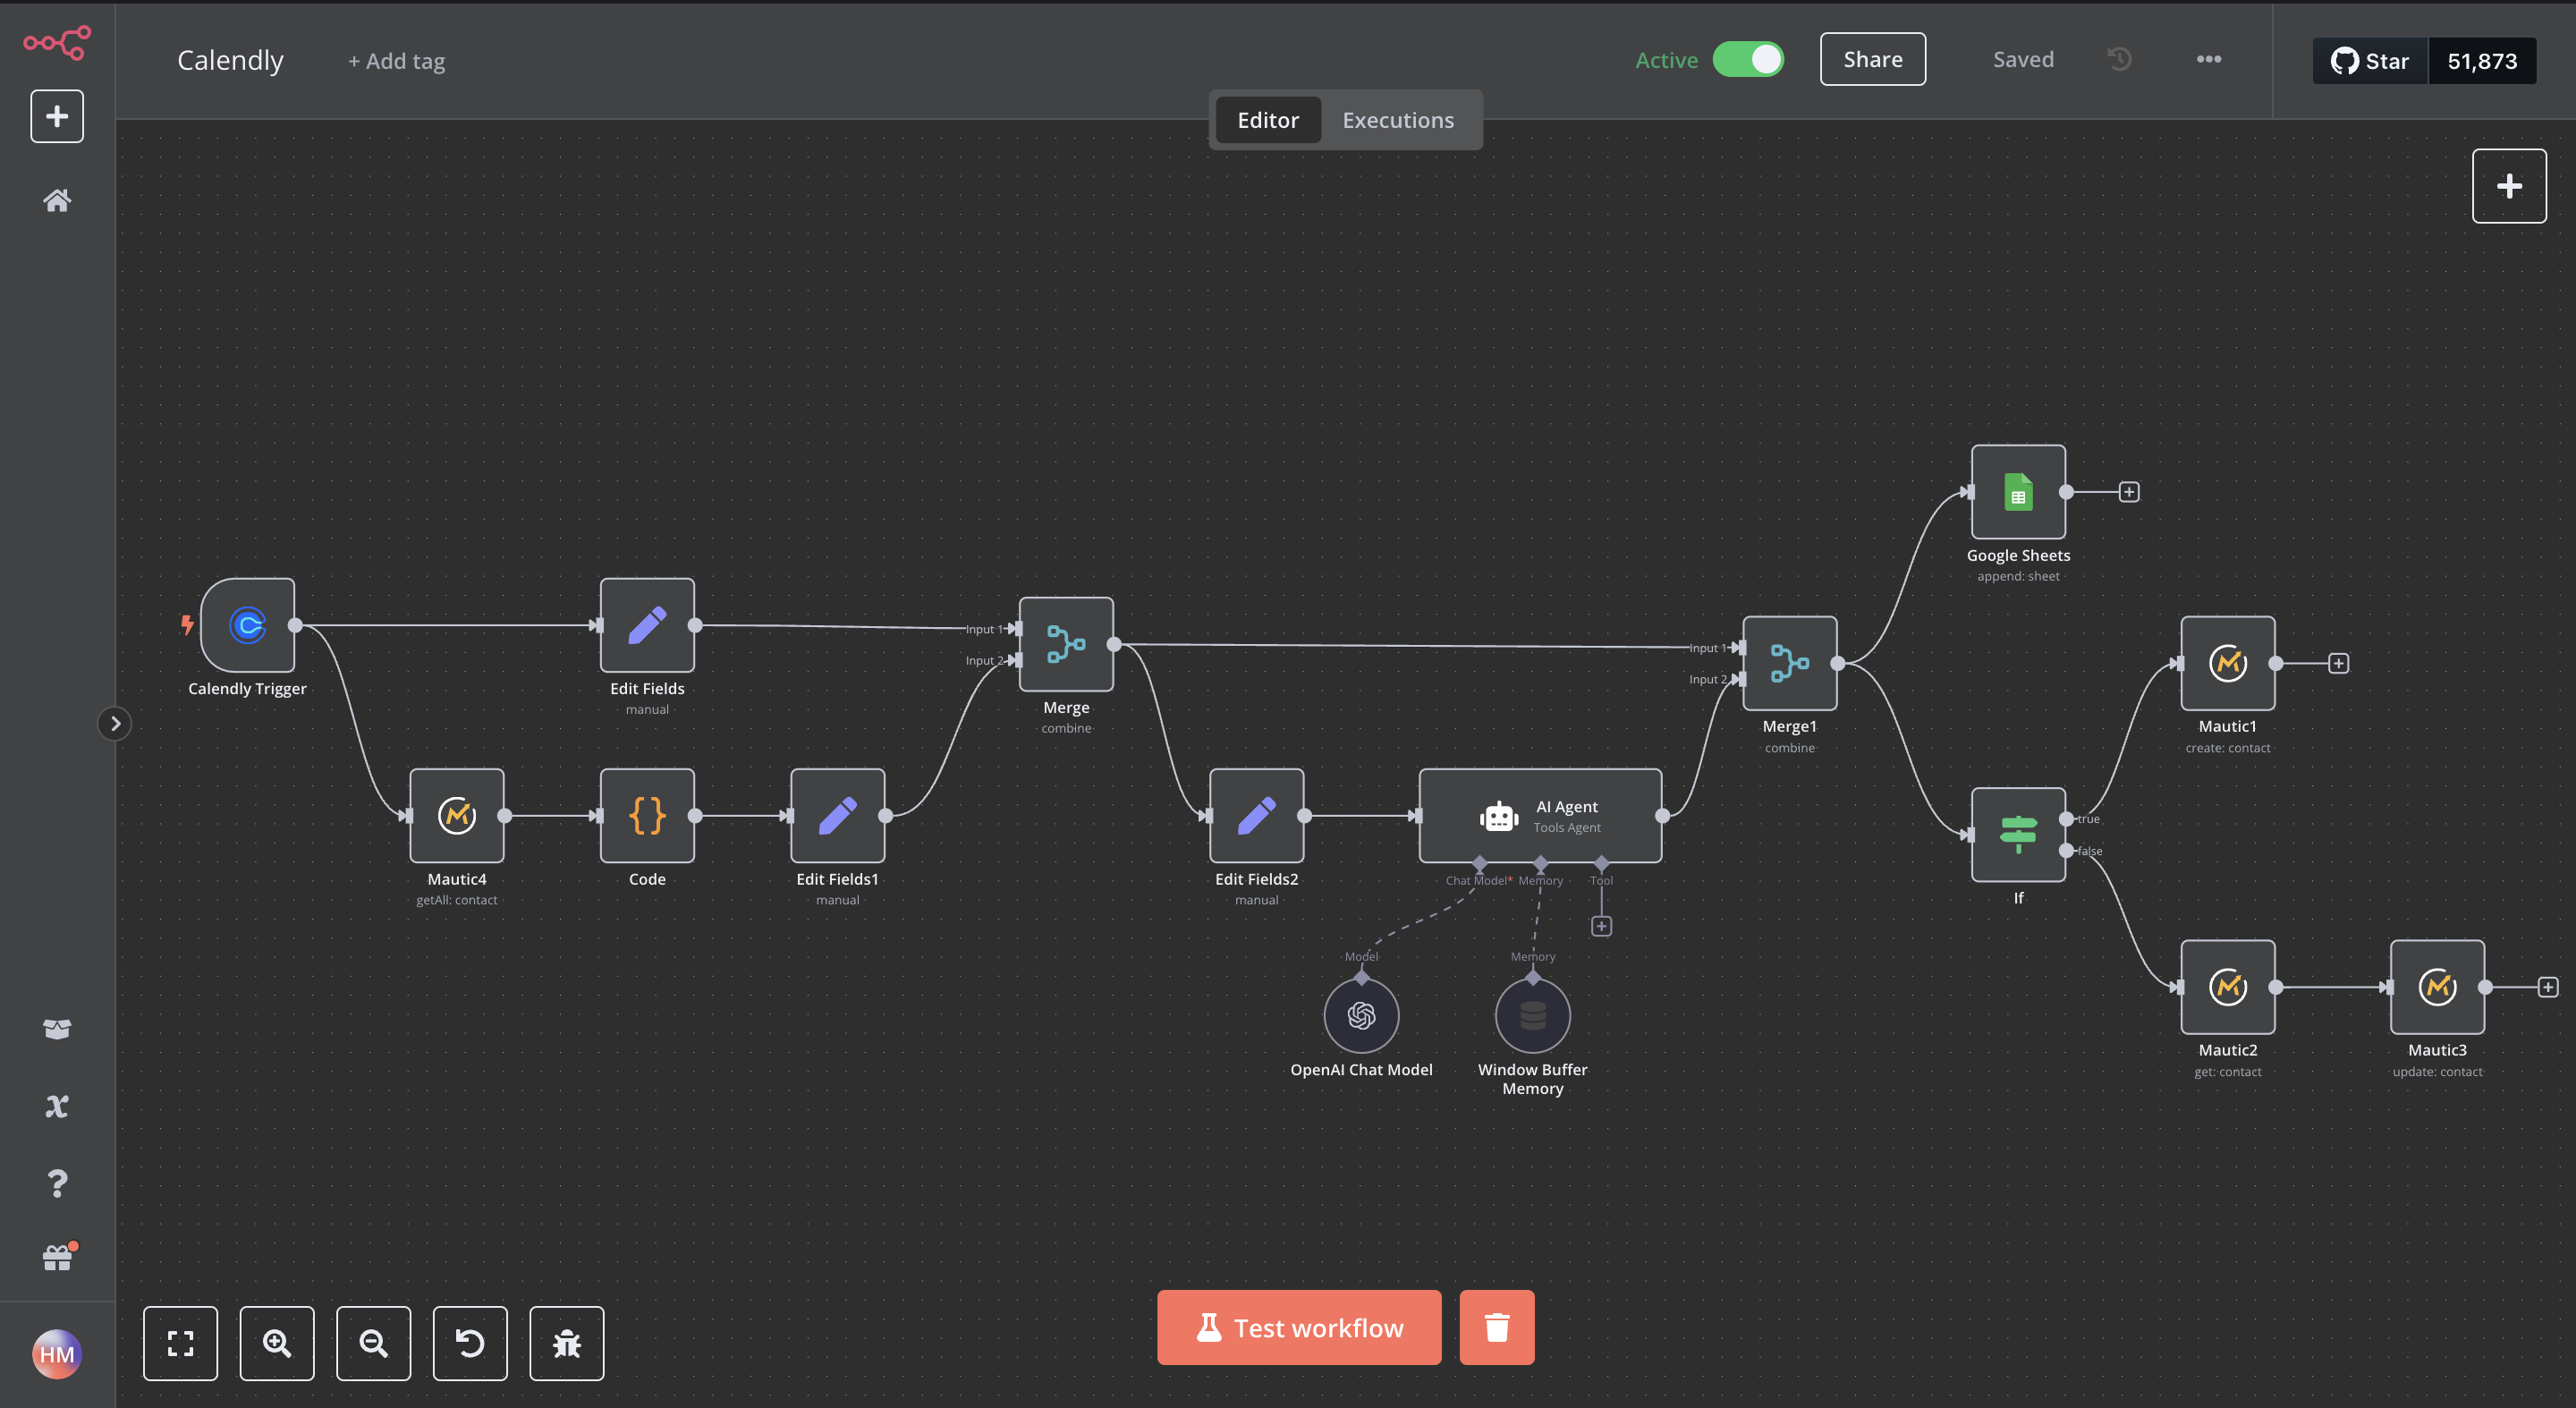 Calendly
+ Add tag
Active
Share
Saved
Star
51,873
Editor
Executions
Google Sheets
append: sheet
Calendly Trigger
Edit Fields
manual
Input 1
Input 2
Merge
combine
Input 1
Input 2
Merge1
combine
Mautic1
create: contact
Mautic4
getAll: contact
Code
Edit Fields1
manual
Edit Fields2
manual
AI Agent
Tools Agent
Chat Model*
Memory
Tool
true
false
If
Model
Memory
OpenAI Chat Model
Window Buffer
Memory
Mautic2
get: contact
Mautic3
update: contact
Test workflow
HM